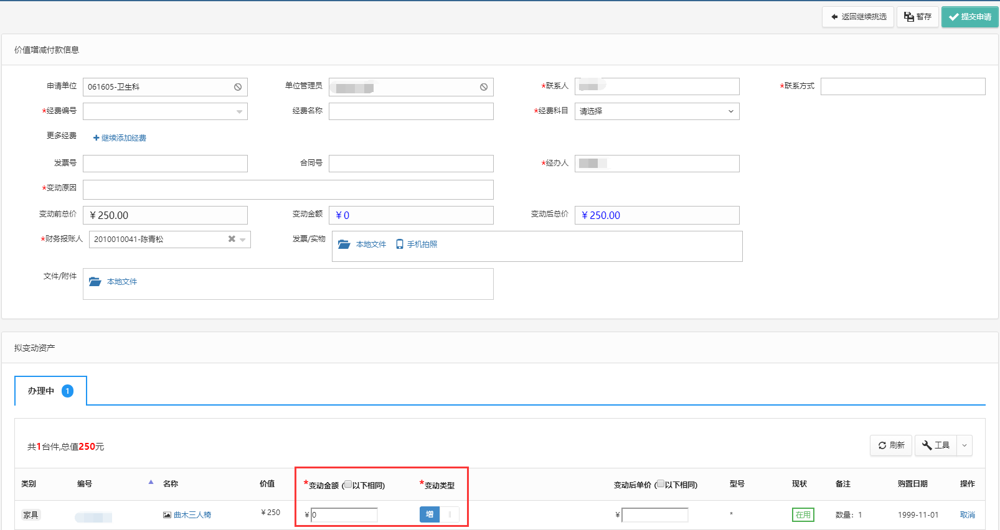 返回继续挑选 暂存 提交申请
价值增减付款信息
申请单位 061605-卫生科 单位管理员 *联系人 *联系方式
*经费编号 经费名称 *经费科目 请选择
更多经费 继续添加经费
发票号 合同号 *经办人
*变动原因
变动前总价 ¥250.00 变动金额 ¥0 变动后总价 ¥250.00
*财务报账人 2010010041-陈青松 发票/实物 本地文件 手机拍照
文件/附件 本地文件
拟变动资产
办理中 1
共1台件,总值250元 刷新 工具
类别 编号 名称 价值 *变动金额 (以下相同) *变动类型 变动后单价 (以下相同) 型号 现状 备注 购置日期 操作
家具 曲木三人椅 ¥250 ¥0 增 ¥ * 在用 数量：1 1999-11-01 取消